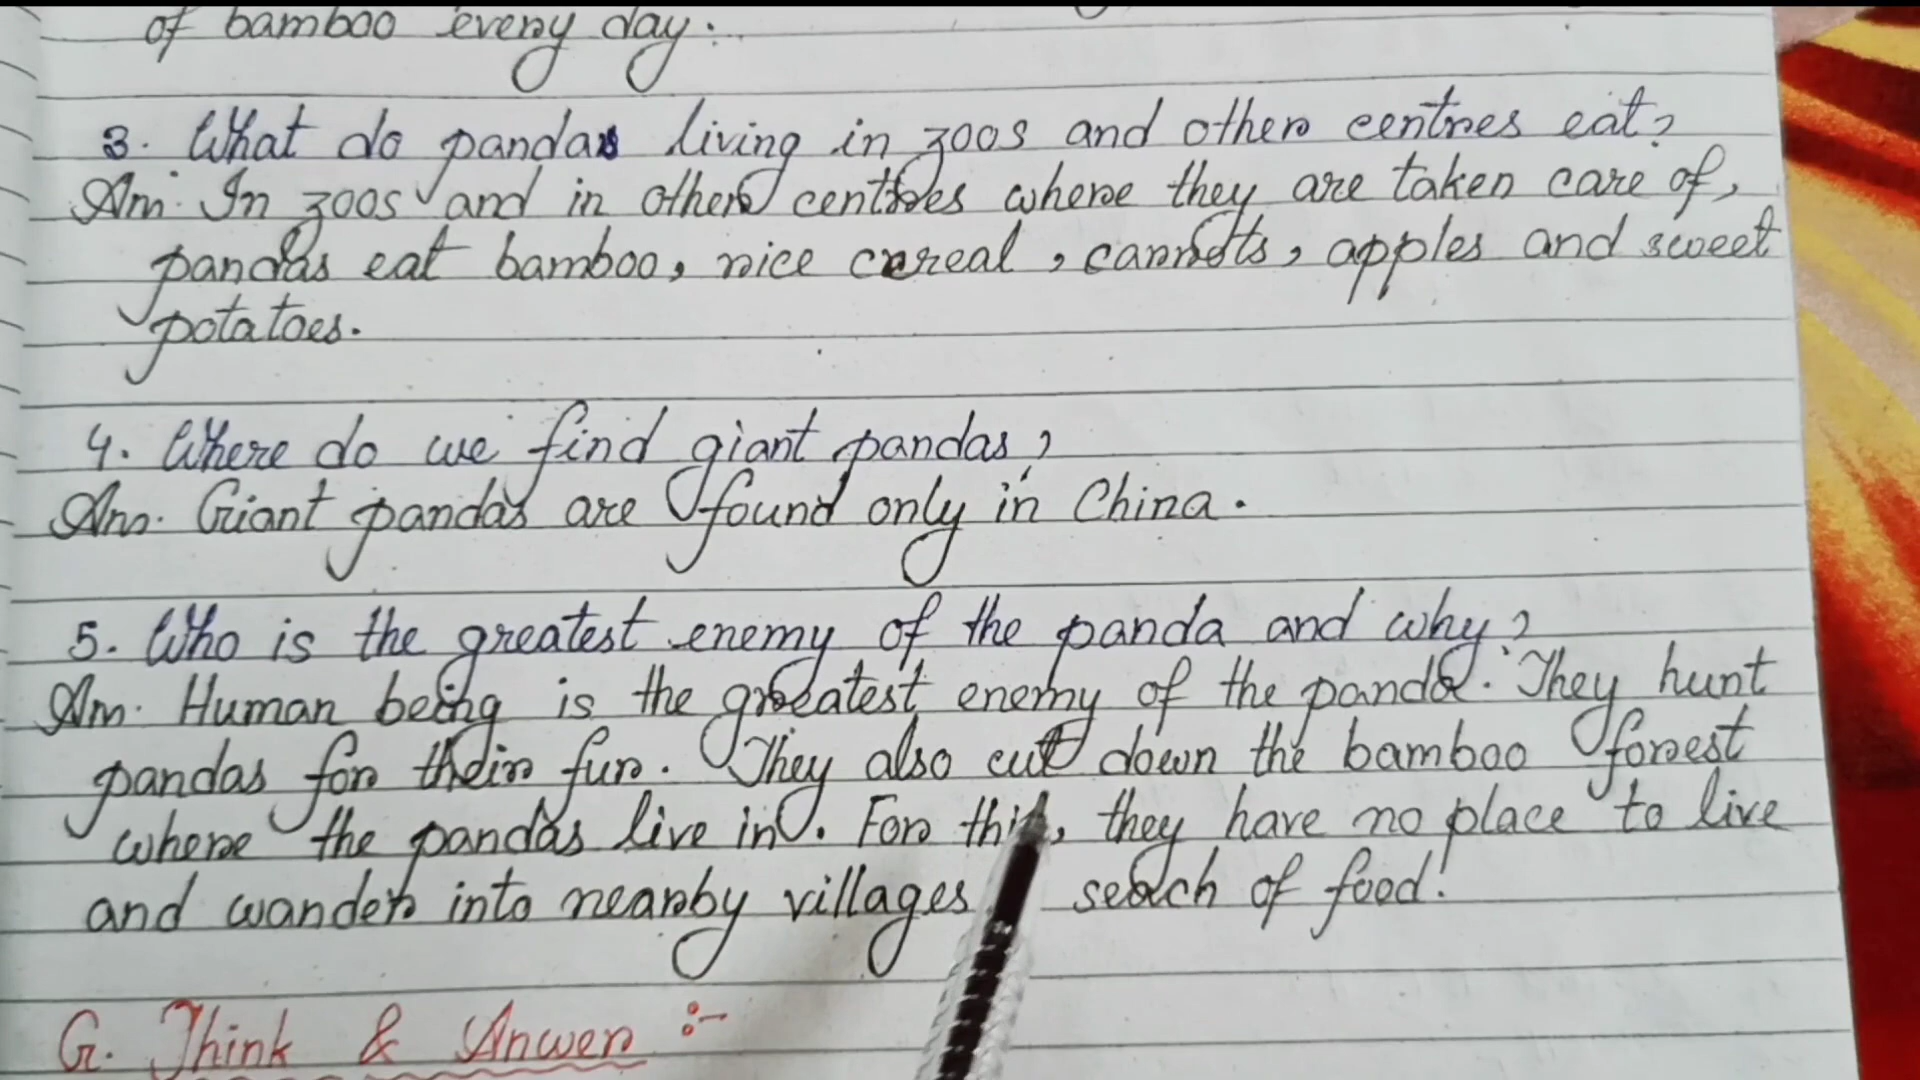 of bamboo every day.
3. What do pandas living in zoos and other centres eat?
Ans. In zoos and in other centres where they are taken care of,
pandas eat bamboo, rice cereal, carrots, apples and sweet
potatoes.
4. Where do we find giant pandas?
Ans. Giant pandas are found only in China.
5. Who is the greatest enemy of the panda and why?
Ans. Human being is the greatest enemy of the panda. They hunt
pandas for their fun. They also cut down the bamboo forest
where the pandas live in. For this, they have no place to live
and wander into nearby villages seach of food.
G. Think & Anwer :-